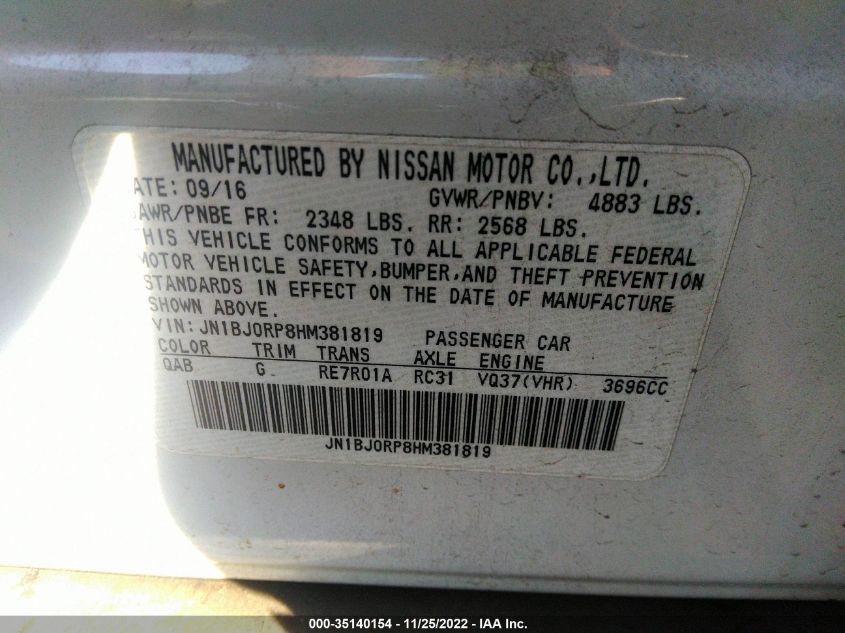 MANUFACTURED BY NISSAN MOTOR CO.,LTD.
ATE: 09/16 GVWR/PNBV: 4883 LBS.
AWR/PNBE FR: 2348 LBS. RR: 2568 LBS.
HIS VEHICLE CONFORMS TO ALL APPLICABLE FEDERAL
MOTOR VEHICLE SAFETY,BUMPER,AND THEFT PREVENTION
STANDARDS IN EFFECT ON THE DATE OF MANUFACTURE
SHOWN ABOVE.
VIN: JN1BJ0RP8HM381819 PASSENGER CAR
COLOR TRIM TRANS AXLE ENGINE
QAB G RE7R01A RC31 VQ37(VHR) 3696CC
JN1BJ0RP8HM381819
000-35140154 - 11/25/2022 - IAA Inc.